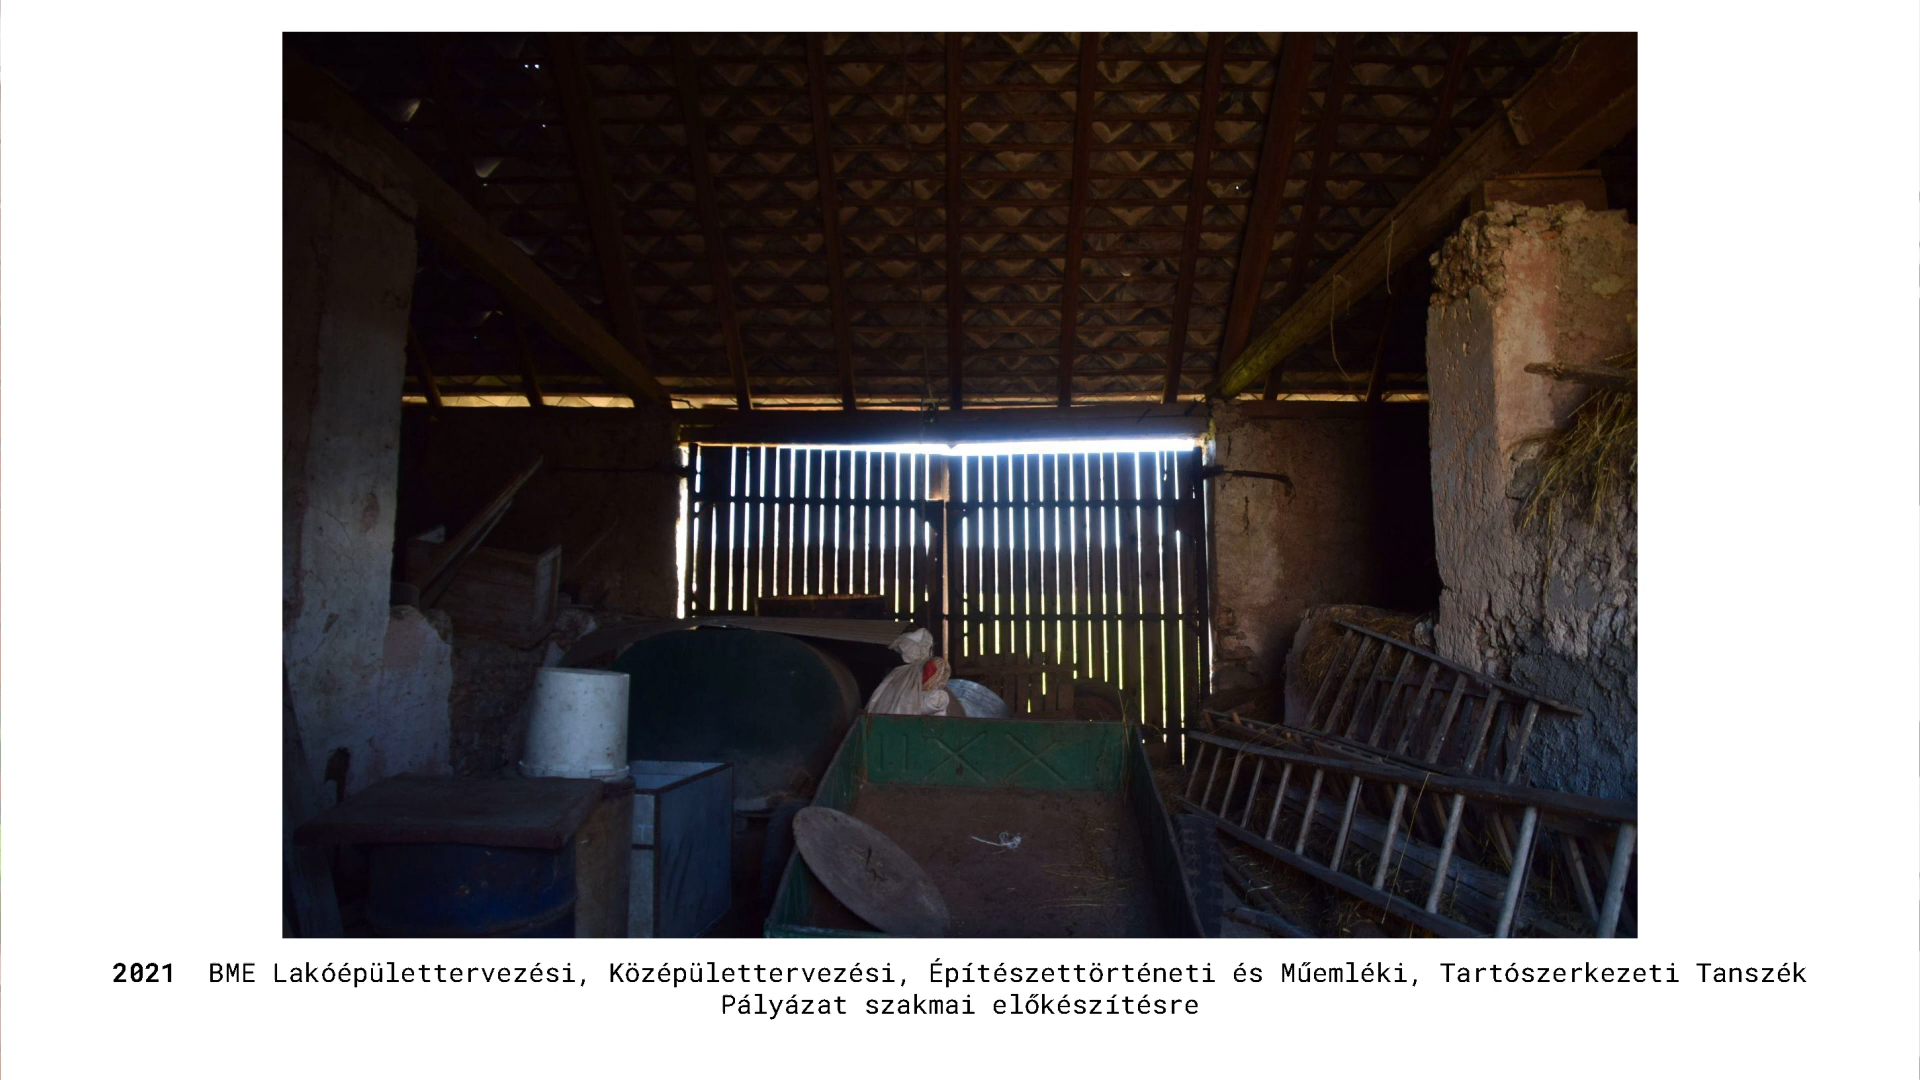 2021 BME Lakóépülettervezési, Középülettervezési, Építészettörténeti és Műemléki, Tartószerkezeti Tanszék
Pályázat szakmai előkészítésre